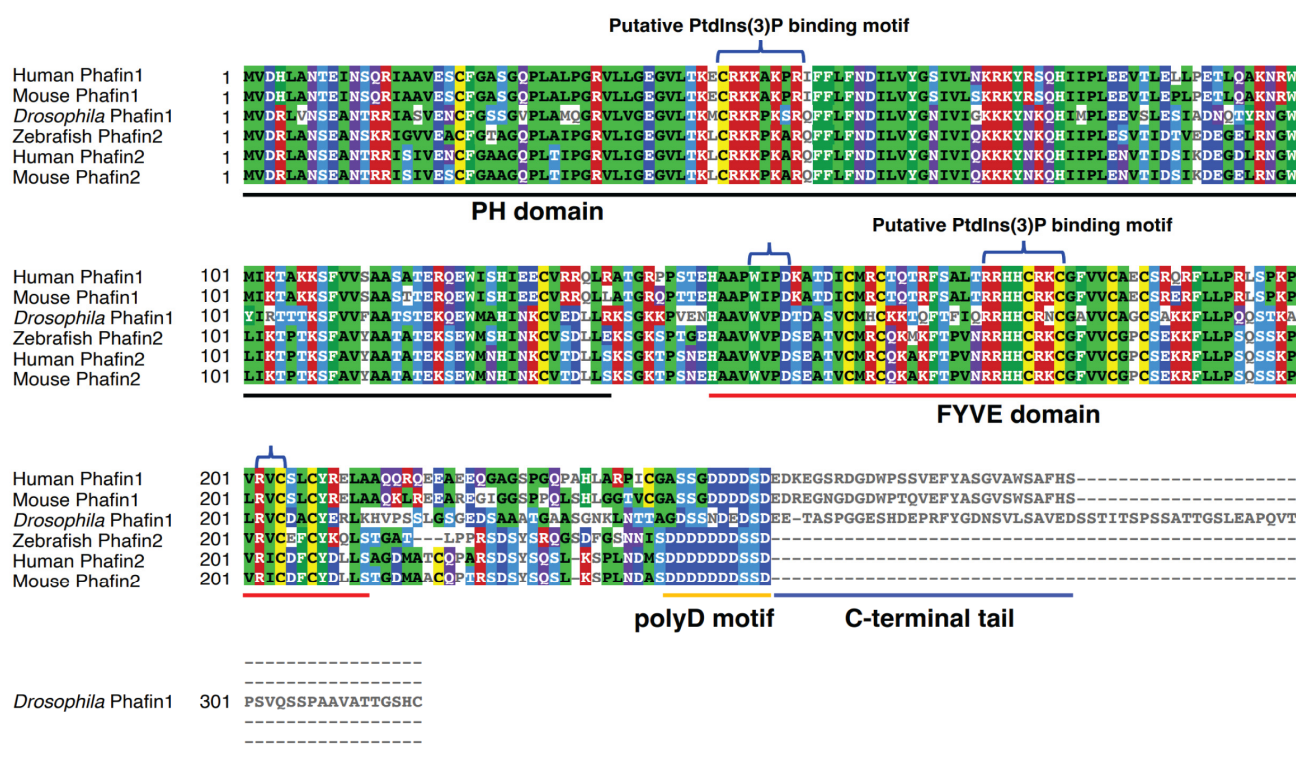 Putative PtdIns(3)P binding motif
Human Phafin1 1 MVDHLANTEINSQRIAAVESCFGASGQPLALPGRVLLGEGVLTKECRKKAKPRIFFLFNDILVYGSIVLNKRKYRSQHIIPLEEVTLELLPETLQAKNRW
Mouse Phafin1 1 MVDHLANTEINSQRIAAVESCFGASGQPLALPGRVLLGEGVLTKECRKKAKPRIFFLFNDILVYGSIVLSKRKYRSQHIIPLEEVTLEPLPETLQAKNRW
Drosophila Phafin1 1 MVDRLVNSEANTRRIASVENCFGSSGVPLAMQGRVLVGEGVLTKMCRKRPKSRQFFLFNDILVYGNIVIGKKKYNKQHIMPLEEVSLESIADNQTYRNGW
Zebrafish Phafin2 1 MVDRLANSEANSKRIGVVEACFGTAGQPLAIPGRVLIGEGVLTKLCRKKPKARQFFLFNDILVYGNIVIQKKKYNKQHIIPLESVTIDTVEDEGELRNGW
Human Phafin2 1 MVDRLANSEANTRRISIVENCFGAAGQPLTIPGRVLIGEGVLTKLCRKKPKARQFFLFNDILVYGNIVIQKKKYNKQHIIPLENVTIDSIKDEGDLRNGW
Mouse Phafin2 1 MVDRLANSEANTRRISIVENCFGAAGQPLTIPGRVLIGEGVLTKLCRKKPKARQFFLFNDILVYGNIVIQKKKYNKQHIIPLENVTIDSIKDEGELRNGW
PH domain
Putative PtdIns(3)P binding motif
Human Phafin1 101 MIKTAKKSFVVSAASATERQEWISHIEECVRRQLRATGRPPSTEHAAPWIPDKATDICMRCTQTRFSALTRRHHCRKCGFVVCAECSRQRFLLPRLSPKP
Mouse Phafin1 101 MIKTAKKSFVVSAASTTERQEWISHIEECVRRQLLATGRQPTTEHAAPWIPDKATDICMRCTQTRFSALTRRHHCRKCGFVVCAECSRERFLLPRLSPKP
Drosophila Phafin1 101 YIRTTTKSFVVFAATSTEKQEWMAHINKCVEDLLRKSGKKPVENHAAVWVPDTDASVCMHCKKTQFTFIQRRHHCRNCGAVVCAGCSAKKFLLPQQSTKA
Zebrafish Phafin2 101 LIKTPTKSFAVYAATATEKSEWMSHINKCVSDLLEKSGKSPTGEHAAVWVPDSEATVCMRCQKMKFTPVNRRHHCRKCGFVVCGPCSEKKFLLPSQSSKP
Human Phafin2 101 LIKTPTKSFAVYAATATEKSEWMNHINKCVTDLLSKSGKTPSNEHAAVWVPDSEATVCMRCQKAKFTPVNRRHHCRKCGFVVCGPCSEKRFLLPSQSSKP
Mouse Phafin2 101 LIKTPTKSFAVYAATATEKSEWMNHINKCVTDLLSKSGKTPSNEHAAVWVPDSEATVCMRCQKAKFTPVNRRHHCRKCGFVVCGPCSEKRFLLPSQSSKP
FYVE domain
Human Phafin1 201 VRVCSLCYRELAAQQRQEEAEEQGAGSPGQPAHLARPICGASSGDDDDSDEDKEGSRDGDWPSSVEFYASGVAWSAFHS---------------------
Mouse Phafin1 201 LRVCSLCYRELAAQKLREEAREGIGGSPPQLSHLGGTVCGASSGDDDDSDEDREGNGDGDWPTQVEFYASGVAWSAFHS---------------------
Drosophila Phafin1 201 LRVCDACYERLKHVPSSLGSGEDSAAATGAASGNKLNTTAGDSSNDEDSDEE-TASPGGESHDEPRFYGDNSVLSAVEDSSTITSPSSATTGSLEAPQVT
Zebrafish Phafin2 201 VRVCEFCYKQLSTGAT--LPPRSDSYSRQGSDFGSNNISDDDDDDDSSD--------------------------------------------------
Human Phafin2 201 VRICDFCYDLLSAGDMATCQPARSDSYSQSL-KSPLNDMSDDDDDDDSSD--------------------------------------------------
Mouse Phafin2 201 VRICDFCYDLLSTGDMAACQPTRSDSYSQSL-KSPLNDASDDDDDDDSSD--------------------------------------------------
polyD motif C-terminal tail
-----------------
-----------------
Drosophila Phafin1 301 PSVQSSPAAVATTGSHC
-----------------
-----------------